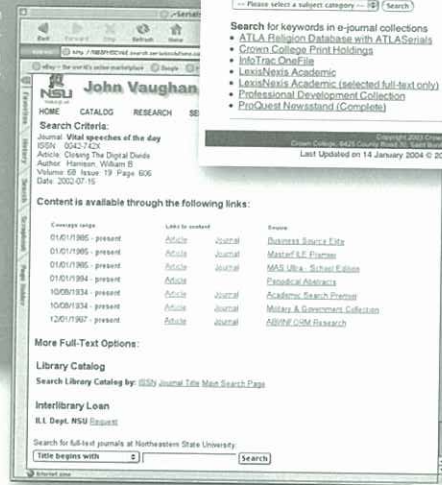 -- Please select a subject category --
Search
Search for keywords in e-journal collections
ATLA Religion Database with ATLASerials
Crown College Print Holdings
InfoTrac OneFile
LexisNexis Academic
LexisNexis Academic (selected full-text only)
Professional Development Collection
ProQuest Newsstand (Complete)
Last Updated on 14 January 2004
Refresh
Home
NSU
John Vaughan
HOME CATALOG RESEARCH
Search Criteria:
Journal: Vital speeches of the day
ISSN: 0042-742X
Article: Closing The Digital Divide
Author: Harrison, William B
Volume: 68 Issue: 19 Page: 606
Date: 2002-07-15
Content is available through the following links:
Coverage range Links to content Source
01/01/1985 - present Article Journal Business Source Elite
01/01/1985 - present Article Journal MasterFILE Premier
01/01/1985 - present Article Journal MAS Ultra - School Edition
01/01/1994 - present Article Periodical Abstracts
10/08/1934 - present Article Journal Academic Search Premier
10/08/1934 - present Article Journal Military & Government Collection
12/01/1997 - present Article Journal ABI/INFORM Research
More Full-Text Options:
Library Catalog
Search Library Catalog by: ISSN Journal Title Main Search Page
Interlibrary Loan
ILL Dept. NSU Request
Search for full-text journals at Northeastern State University:
Title begins with
Search
Internet zone
Favorites
History
Search
Scrapbook
Page Holder